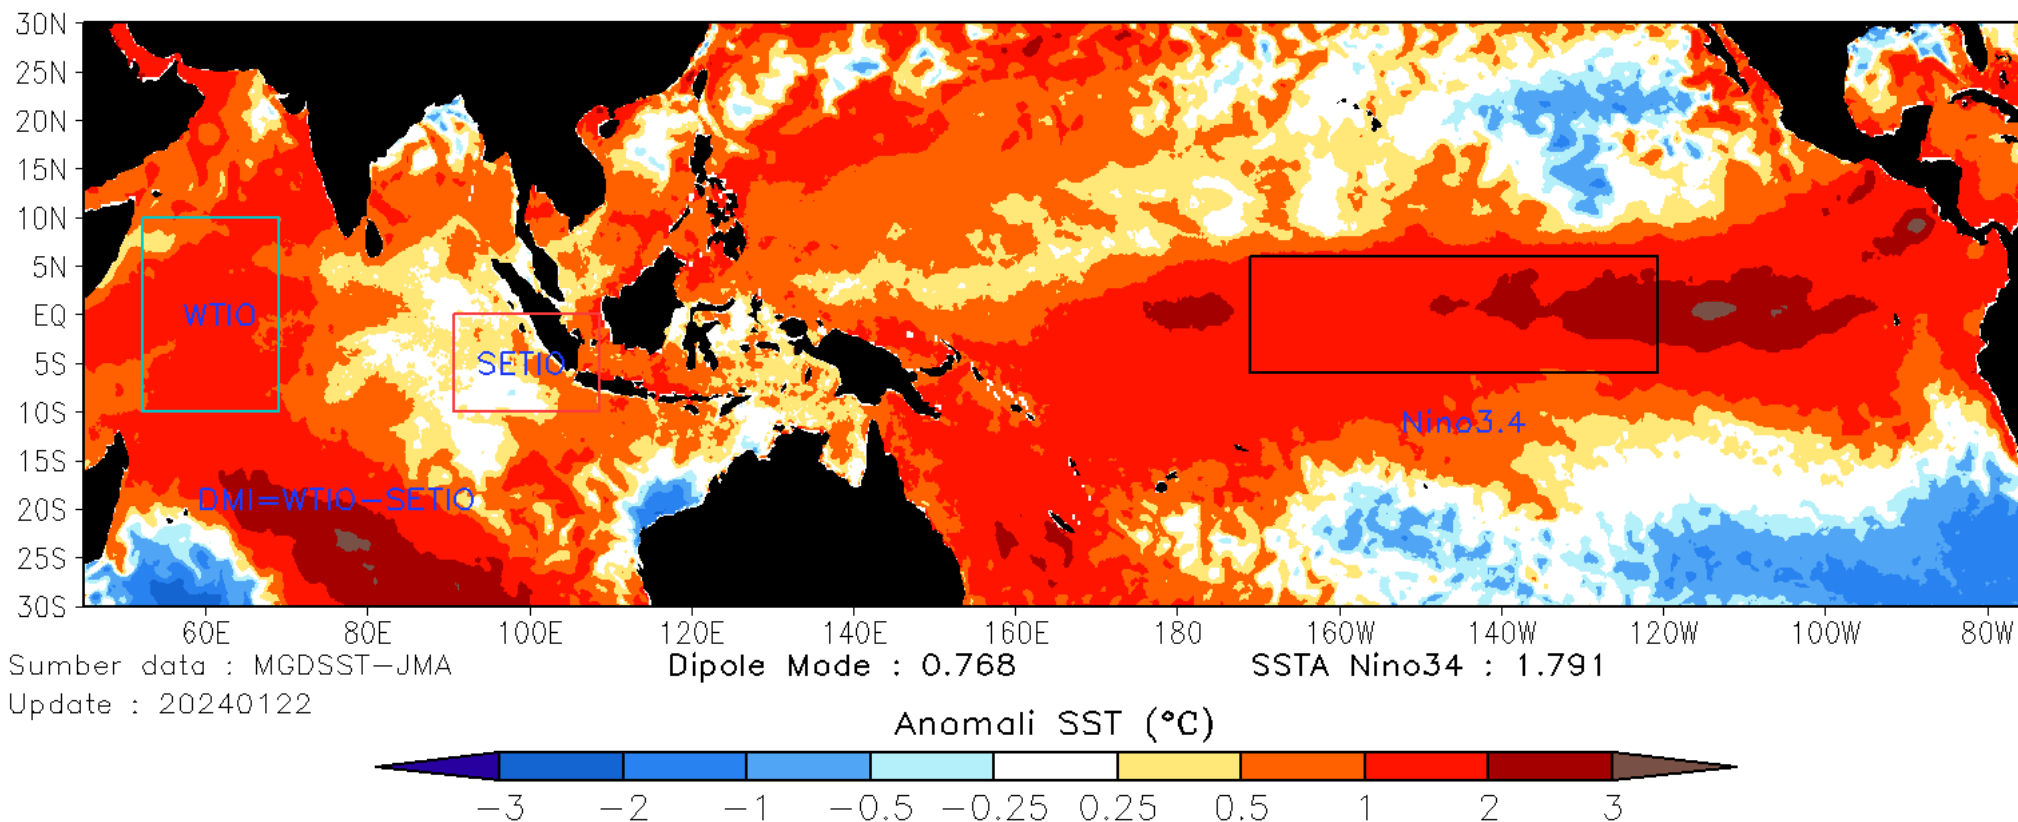 30N
25N
20N
15N
10N
5N
EQ
5S
10S
15S
20S
25S
30S
WTIO
SETIO
Nino3.4
DMI=WTIO-SETIO
60E 80E 100E 120E 140E 160E 180 160W 140W 120W 100W 80W
Sumber data : MGDSST-JMA Dipole Mode : 0.768 SSTA Nino34 : 1.791
Update : 20240122
Anomali SST (°C)
-3 -2 -1 -0.5 -0.25 0.25 0.5 1 2 3